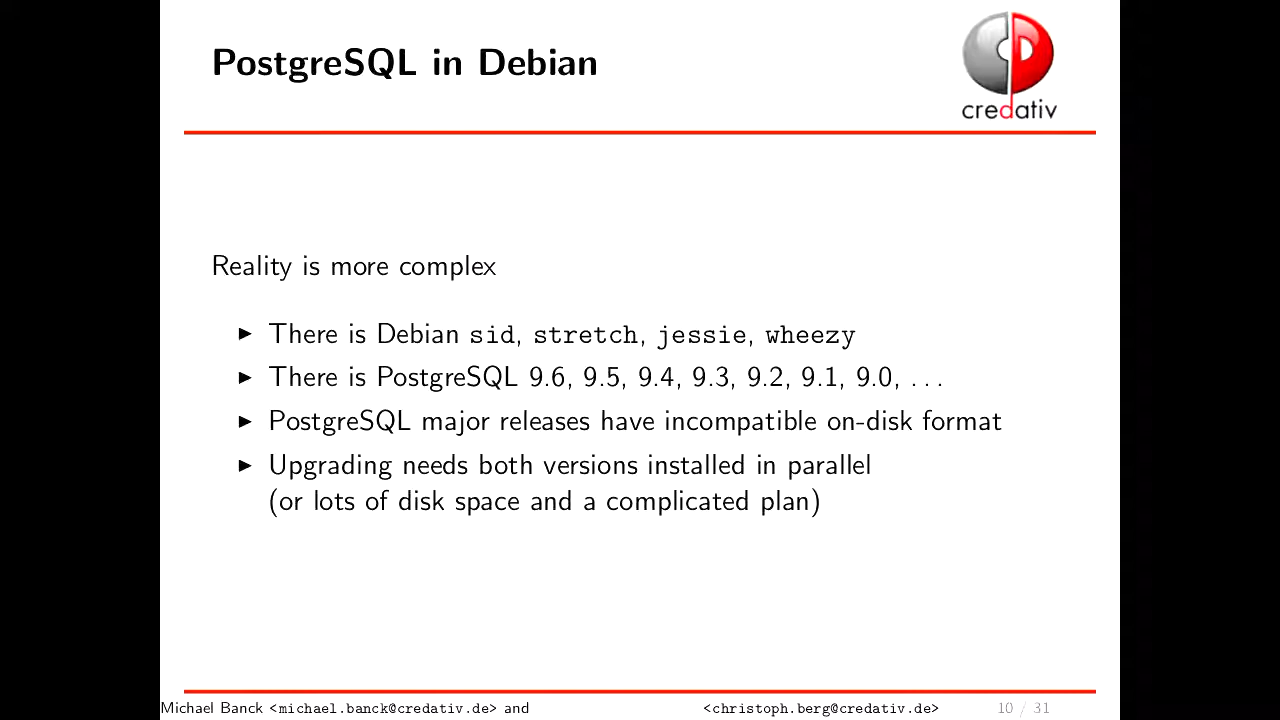 PostgreSQL in Debian
credativ
Reality is more complex
▶ There is Debian sid, stretch, jessie, wheezy
▶ There is PostgreSQL 9.6, 9.5, 9.4, 9.3, 9.2, 9.1, 9.0, . . .
▶ PostgreSQL major releases have incompatible on-disk format
▶ Upgrading needs both versions installed in parallel
(or lots of disk space and a complicated plan)
Michael Banck <michael.banck@credativ.de> and <christoph.berg@credativ.de> 10 / 31